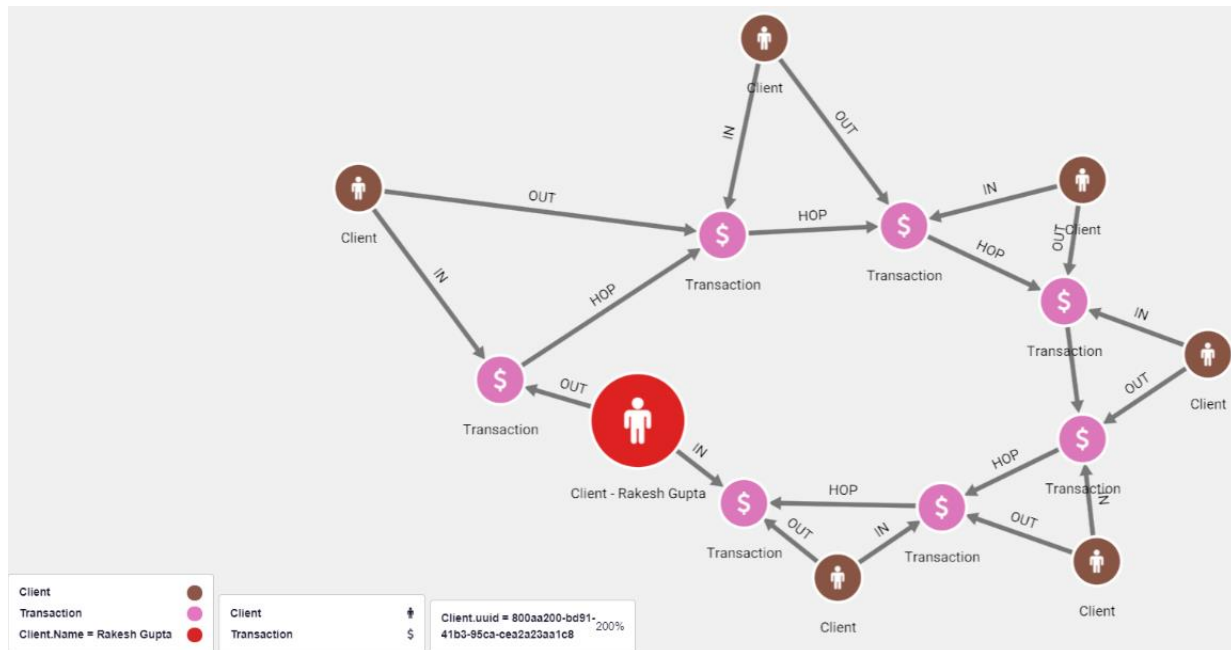 Client
IN
OUT
OUT
IN
Client
Client
IN
HOP
OUT
HOP
Transaction
Transaction
HOP
IN
Transaction
OUT
OUT
Client
Transaction
IN
HOP
Client - Rakesh Gupta
HOP
Transaction
IN
OUT
Transaction
OUT
IN
Transaction
Client
Client
Client
Transaction
Client.Name = Rakesh Gupta
Client
Transaction
$
Client.uuid = 800aa200-bd91-
41b3-95ca-cea2a23aa1c8
200%